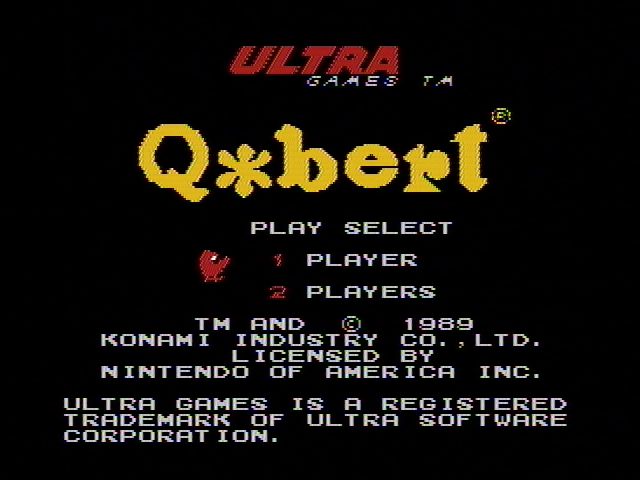 ULTRA
GAMES TM
Q*bert ®
PLAY SELECT
1 PLAYER
2 PLAYERS
TM AND © 1989
KONAMI INDUSTRY CO.,LTD.
LICENSED BY
NINTENDO OF AMERICA INC.
ULTRA GAMES IS A REGISTERED
TRADEMARK OF ULTRA SOFTWARE
CORPORATION.